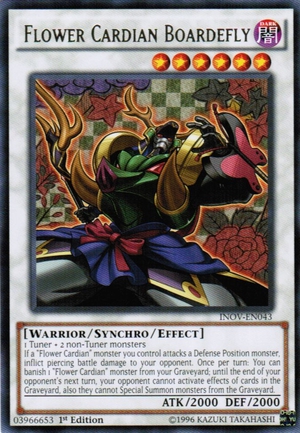 FLOWER CARDIAN BOARDEFLY
DARK
闇
INOV-EN043
[WARRIOR/SYNCHRO/EFFECT]
1 Tuner + 2 non-Tuner monsters
If a "Flower Cardian" monster you control attacks a Defense Position monster,
inflict piercing battle damage to your opponent. Once per turn: You can
banish 1 "Flower Cardian" monster from your Graveyard; until the end of your
opponent's next turn, your opponent cannot activate effects of cards in the
Graveyard, also they cannot Special Summon monsters from the Graveyard.
ATK/2000 DEF/2000
03966653 1st Edition ©1996 KAZUKI TAKAHASHI